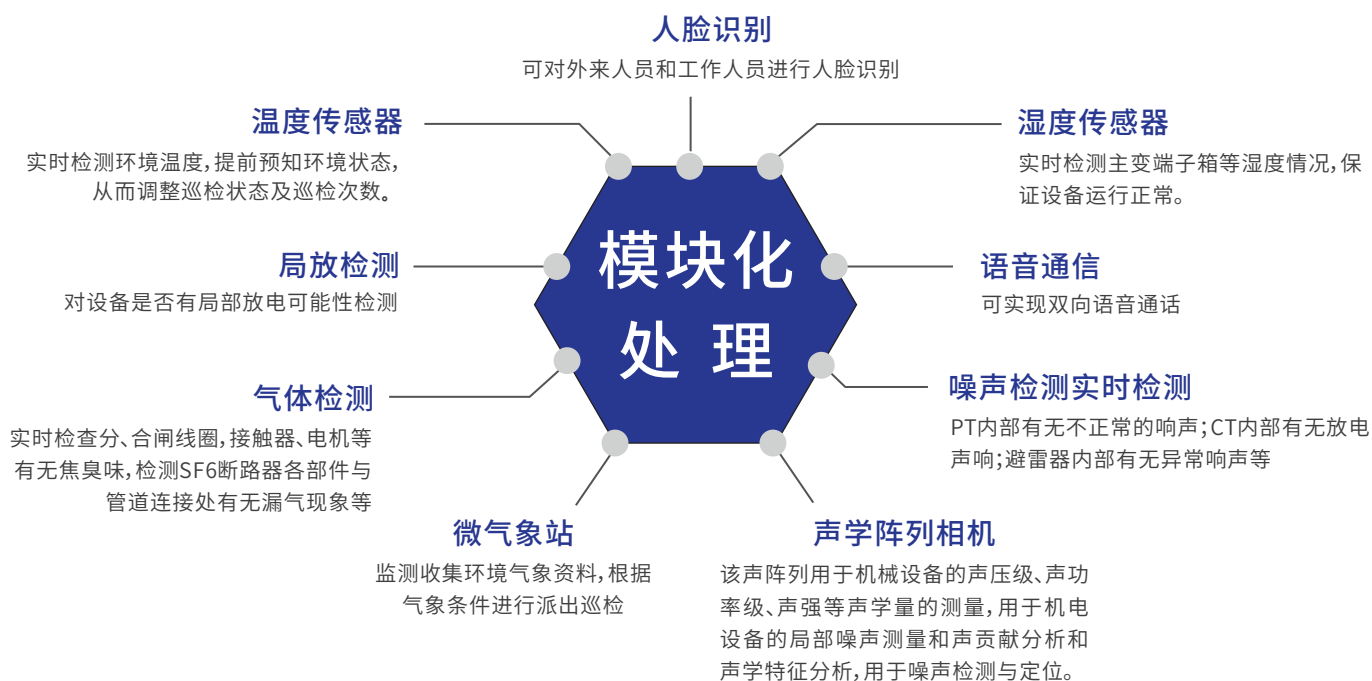 人脸识别
可对外来人员和工作人员进行人脸识别
温度传感器
实时检测环境温度,提前预知环境状态,
从而调整巡检状态及巡检次数。
湿度传感器
实时检测主变端子箱等湿度情况,保
证设备运行正常。
模块化
处 理
局放检测
对设备是否有局部放电可能性检测
语音通信
可实现双向语音通话
气体检测
实时检查分、合闸线圈,接触器、电机等
有无焦臭味,检测SF6断路器各部件与
管道连接处有无漏气现象等
噪声检测实时检测
PT内部有无不正常的响声;CT内部有无放电
声响;避雷器内部有无异常响声等
微气象站
监测收集环境气象资料,根据
气象条件进行派出巡检
声学阵列相机
该声阵列用于机械设备的声压级、声功
率级、声强等声学量的测量,用于机电
设备的局部噪声测量和声贡献分析和
声学特征分析,用于噪声检测与定位。